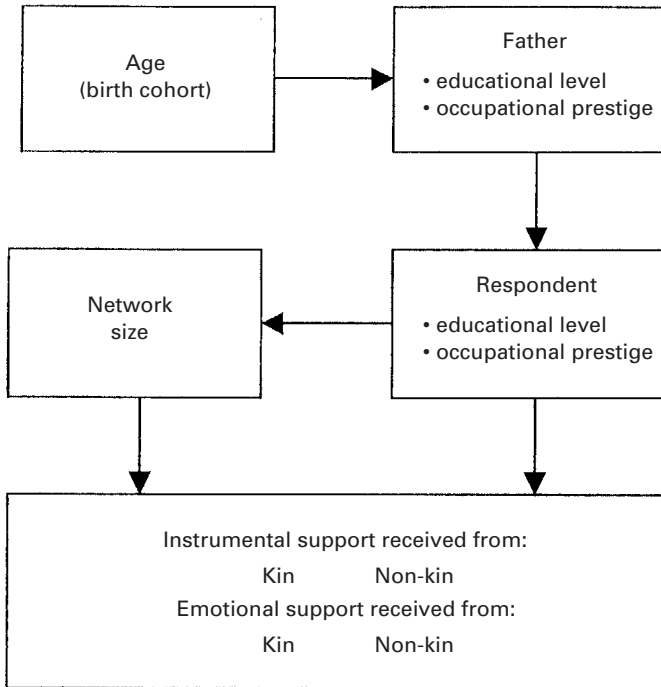 Age
(birth cohort)
Father
• educational level
• occupational prestige
Network
size
Respondent
• educational level
• occupational prestige
Instrumental support received from:
Kin Non-kin
Emotional support received from:
Kin Non-kin